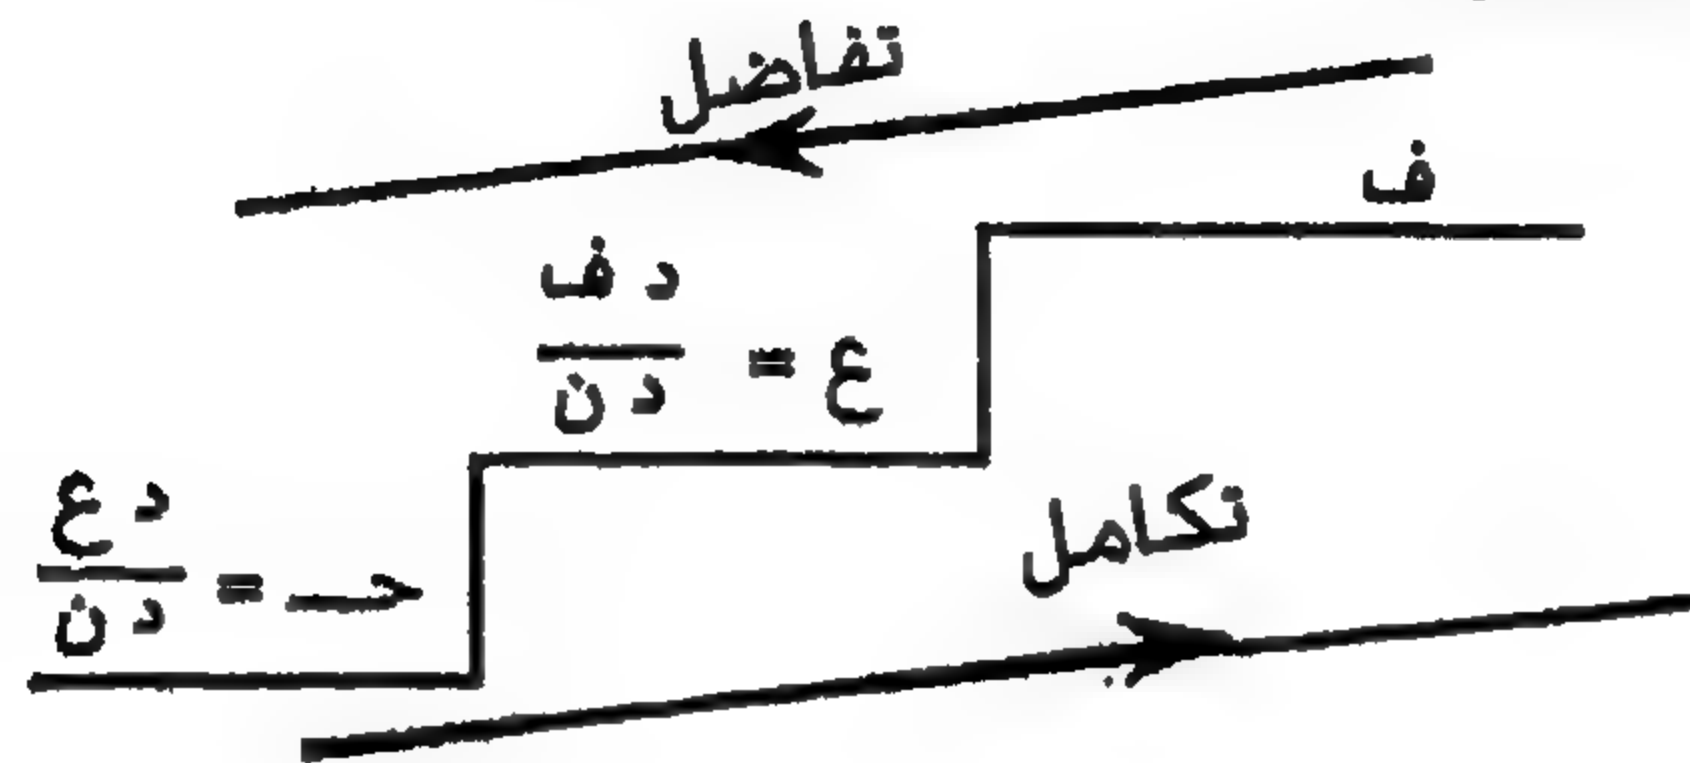 تفاضل
ف
ع = د ف / د ن
تكامل
حـ = د ع / د ن